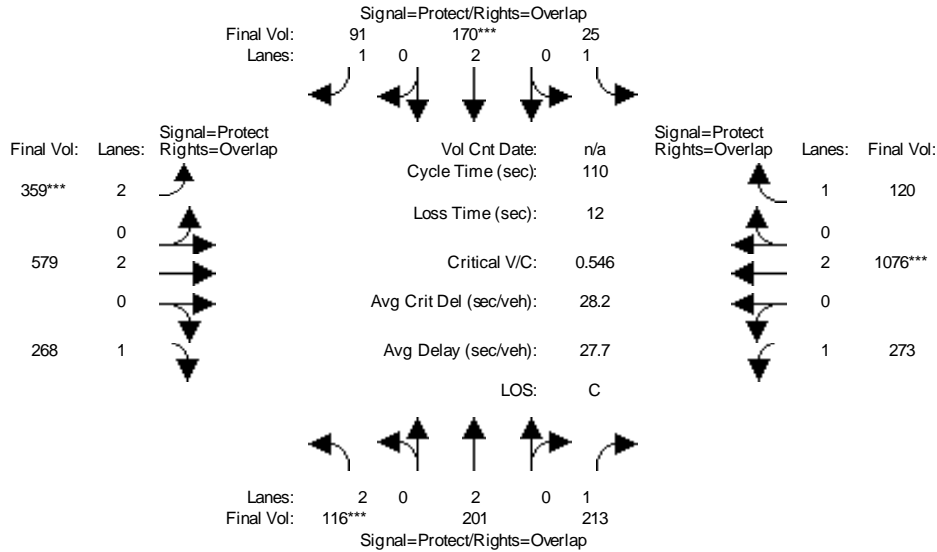 Signal=Protect/Rights=Overlap
Final Vol: 91 170*** 25
Lanes: 1 0 2 0 1
Signal=Protect
Final Vol: Lanes: Rights=Overlap
Vol Cnt Date: n/a
Signal=Protect
Rights=Overlap Lanes: Final Vol:
Cycle Time (sec): 110
359*** 2
1 120
Loss Time (sec): 12
0
0
579 2
Critical V/C: 0.546
2 1076***
0
Avg Crit Del (sec/veh): 28.2
0
268 1
Avg Delay (sec/veh): 27.7
1 273
LOS: C
Lanes: 2 0 2 0 1
Final Vol: 116*** 201 213
Signal=Protect/Rights=Overlap